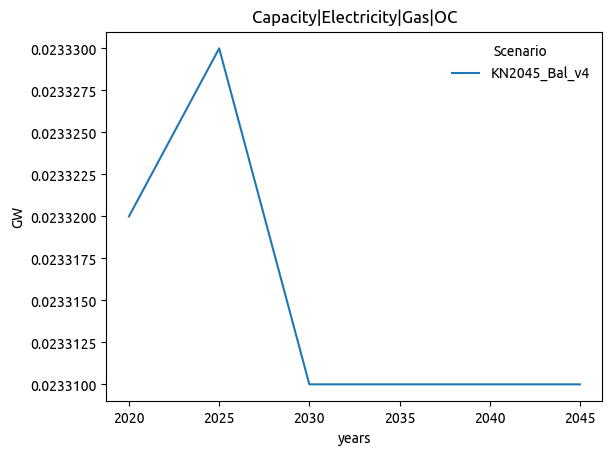 Capacity|Electricity|Gas|OC
Scenario
KN2045_Bal_v4
GW
0.0233300
0.0233275
0.0233250
0.0233225
0.0233200
0.0233175
0.0233150
0.0233125
0.0233100
2020 2025 2030 2035 2040 2045
years